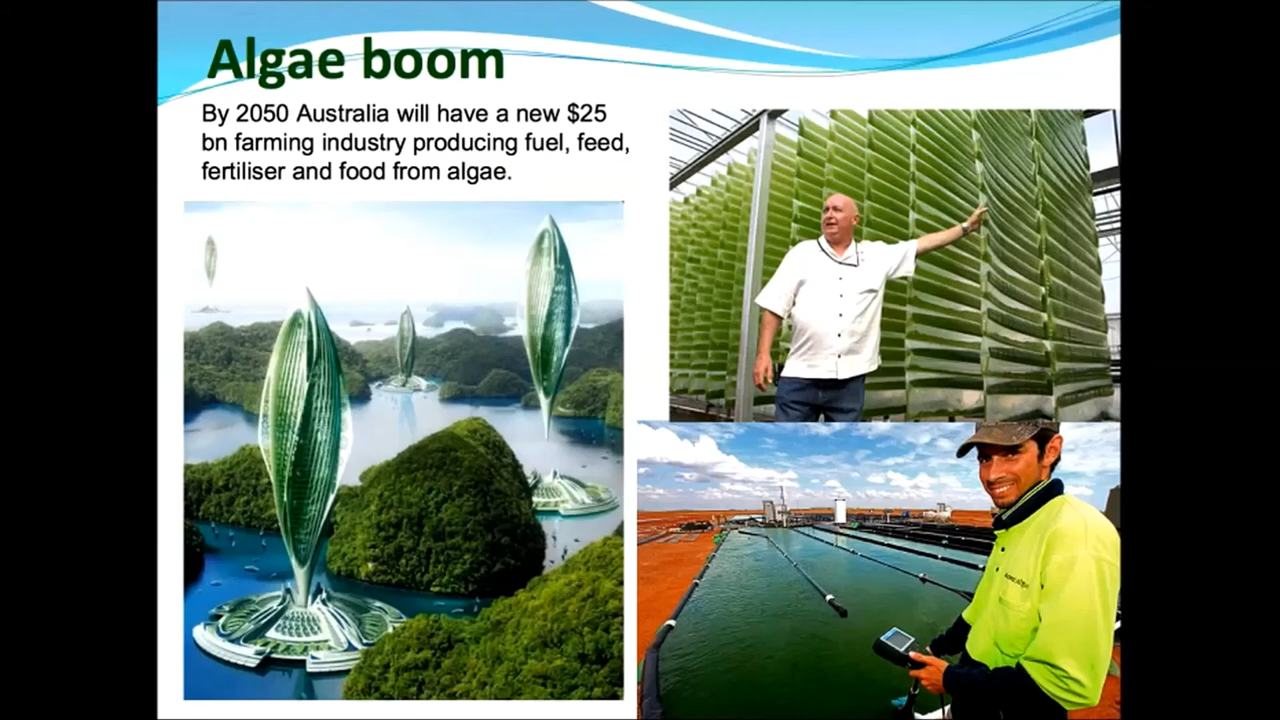 Algae boom
By 2050 Australia will have a new $25
bn farming industry producing fuel, feed,
fertiliser and food from algae.